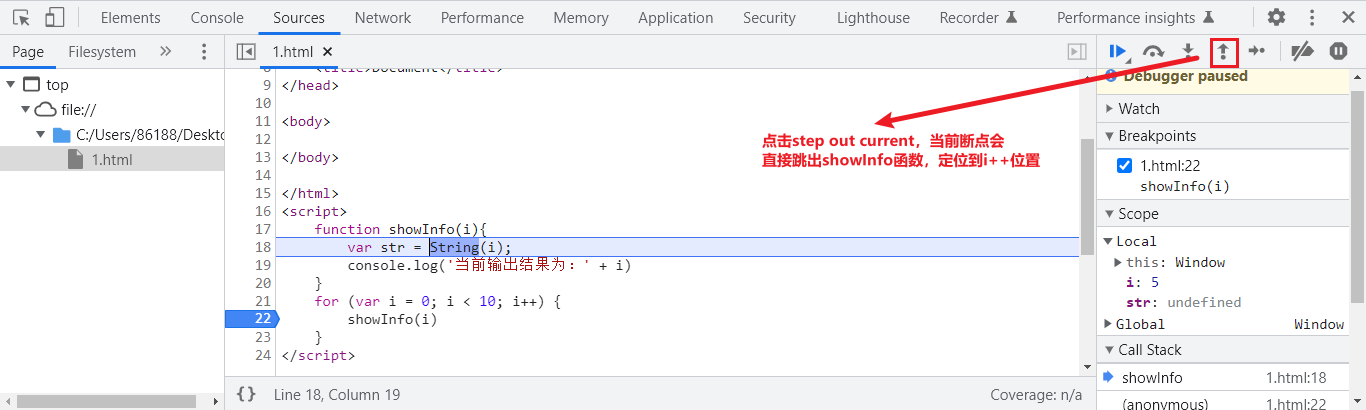 Elements Console Sources Network Performance Memory Application Security Lighthouse Recorder Performance insights
Page Filesystem »
1.html ×
top
file://
C:/Users/86188/Deskto
1.html
8 <title>Document</title>
9 </head>
10
11 <body>
12
13 </body>
14
15 </html>
16 <script>
17 function showInfo(i){
18 var str = String(i);
19 console.log('当前输出结果为：' + i)
20 }
21 for (var i = 0; i < 10; i++) {
22 showInfo(i)
23 }
24 </script>
点击step out current，当前断点会
直接跳出showInfo函数，定位到i++位置
{} Line 18, Column 19 Coverage: n/a
Debugger paused
Watch
Breakpoints
1.html:22
showInfo(i)
Scope
Local
this: Window
i: 5
str: undefined
Global Window
Call Stack
showInfo 1.html:18
(anonymous) 1.html:22